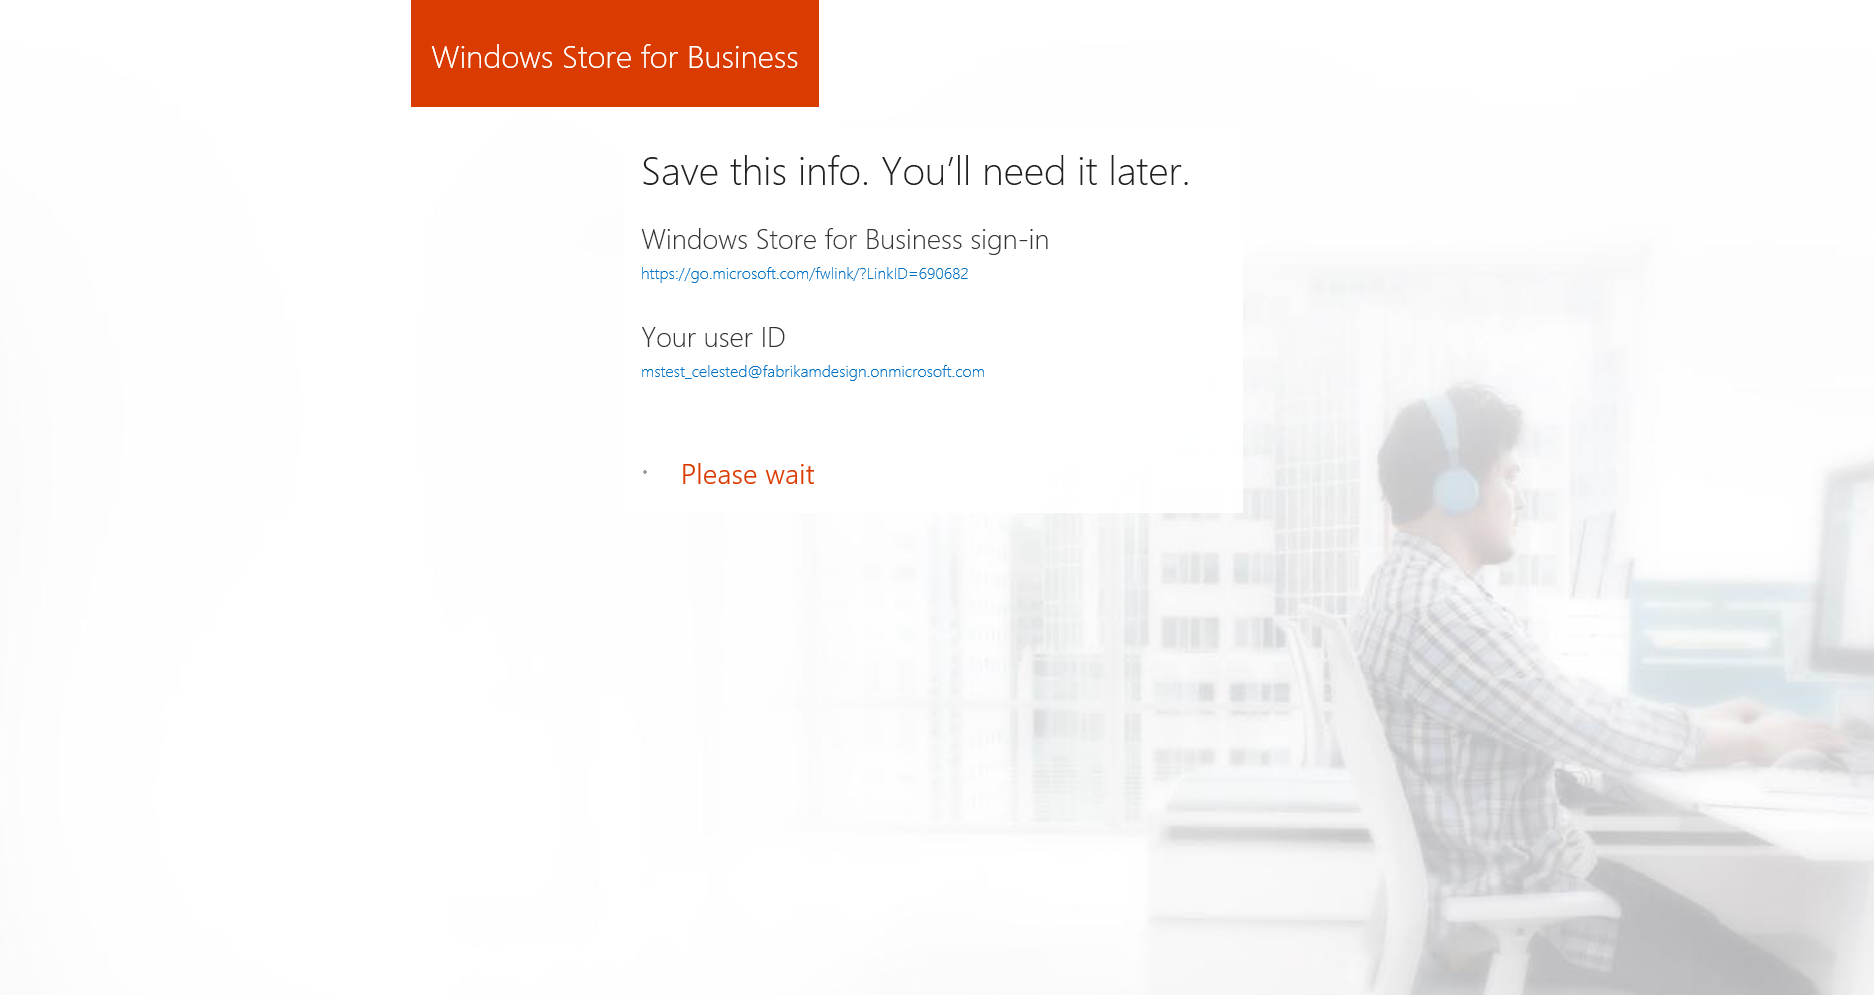 Windows Store for Business
Save this info. You’ll need it later.
Windows Store for Business sign-in
https://go.microsoft.com/fwlink/?LinkID=690682
Your user ID
mstest_celested@fabrikamdesign.onmicrosoft.com
Please wait